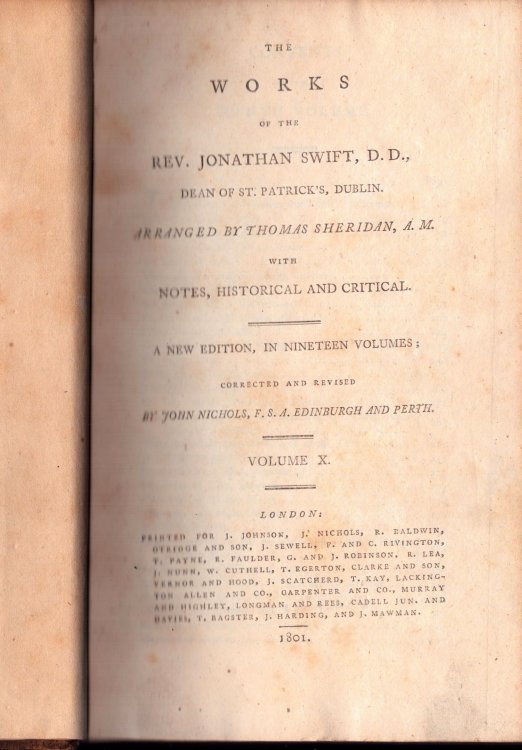 THE
WORKS
OF THE
REV. JONATHAN SWIFT, D.D.,
DEAN OF ST. PATRICK'S, DUBLIN.
ARRANGED BY THOMAS SHERIDAN, A. M.
WITH
NOTES, HISTORICAL AND CRITICAL.
A NEW EDITION, IN NINETEEN VOLUMES;
CORRECTED AND REVISED
BY JOHN NICHOLS, F. S. A. EDINBURGH AND PERTH.
VOLUME X.
LONDON:
PRINTED FOR J. JOHNSON, J. NICHOLS, R. BALDWIN,
OTRIDGE AND SON, J. SEWELL, F. AND C. RIVINGTON,
T. PAYNE, R. FAULDER, G. AND J. ROBINSON, R. LEA,
J. NUNN, W. CUTHELL, T. EGERTON, CLARKE AND SON,
VERNOR AND HOOD, J. SCATCHERD, T. KAY, LACKING-
TON ALLEN AND CO., CARPENTER AND CO., MURRAY
AND HIGHLEY, LONGMAN AND REES, CADELL JUN. AND
DAVIES, T. BAGSTER, J. HARDING, AND J. MAWMAN.
1801.